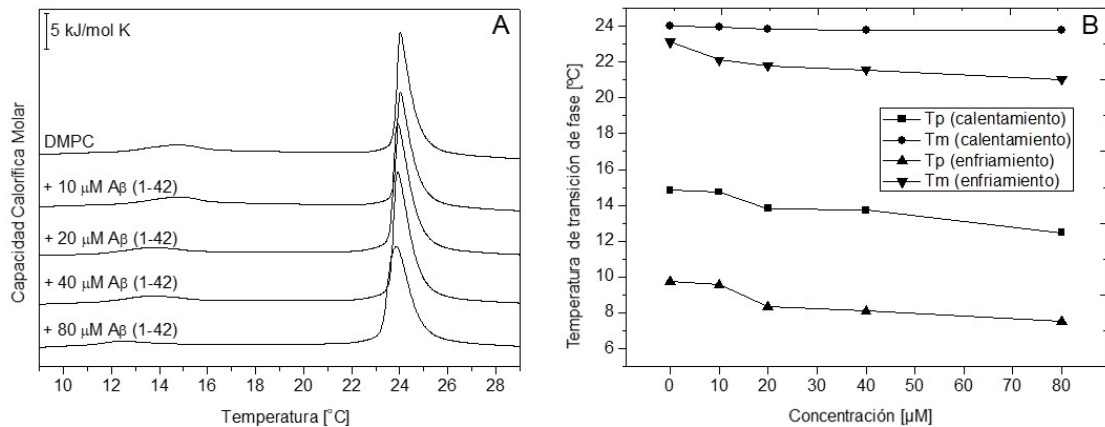 5 kJ/mol K
A
Capacidad Calorífica Molar
DMPC
+ 10 μM Aβ (1-42)
+ 20 μM Aβ (1-42)
+ 40 μM Aβ (1-42)
+ 80 μM Aβ (1-42)
10 12 14 16 18 20 22 24 26 28
Temperatura [°C]
B
Temperatura de transición de fase [ºC]
24
22
20
18
16
14
12
10
8
6
Tp (calentamiento)
Tm (calentamiento)
Tp (enfriamiento)
Tm (enfriamiento)
0 10 20 30 40 50 60 70 80
Concentración [µM]